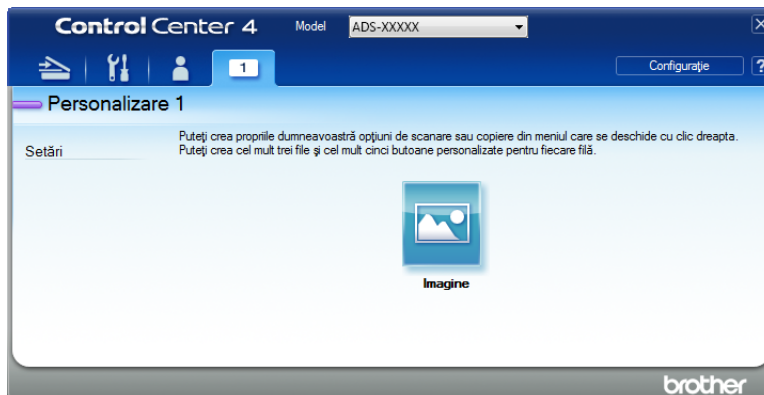 Control Center 4 Model ADS-XXXXX
1 Configurație ?
Personalizare 1
Puteți crea propriile dumneavoastră opțiuni de scanare sau copiere din meniul care se deschide cu clic dreapta.
Setări Puteți crea cel mult trei file și cel mult cinci butoane personalizate pentru fiecare filă.
Imagine
brother